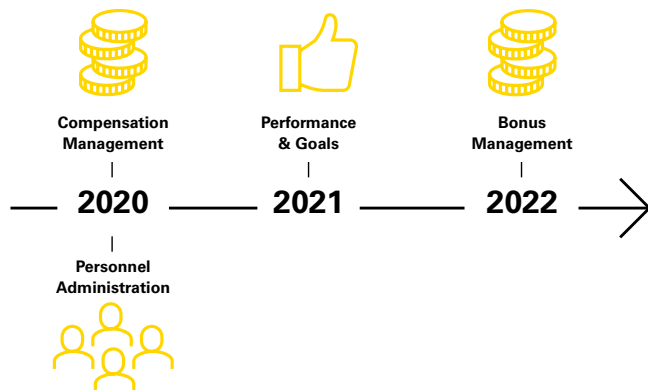 Compensation
Management
Performance
& Goals
Bonus
Management
2020
2021
2022
Personnel
Administration